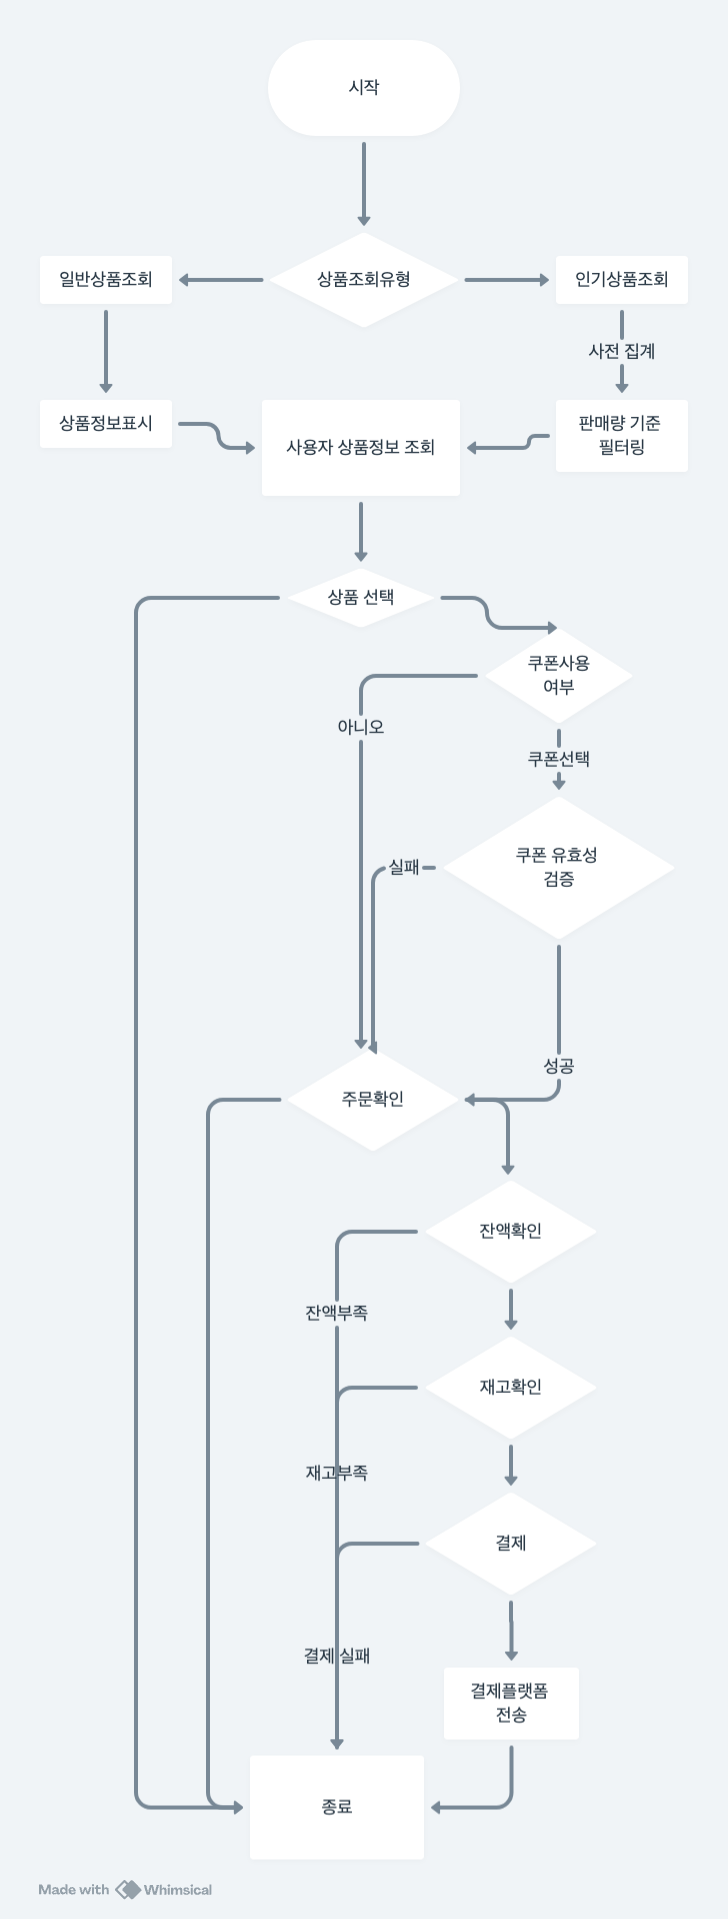 시작
일반상품조회
상품조회유형
인기상품조회
사전 집계
상품정보표시
사용자 상품정보 조회
판매량 기준
필터링
상품 선택
쿠폰사용
여부
아니오
쿠폰선택
쿠폰 유효성
검증
실패
성공
주문확인
잔액확인
잔액부족
재고확인
재고부족
결제
결제 실패
결제플랫폼
전송
종료
Made with Whimsical